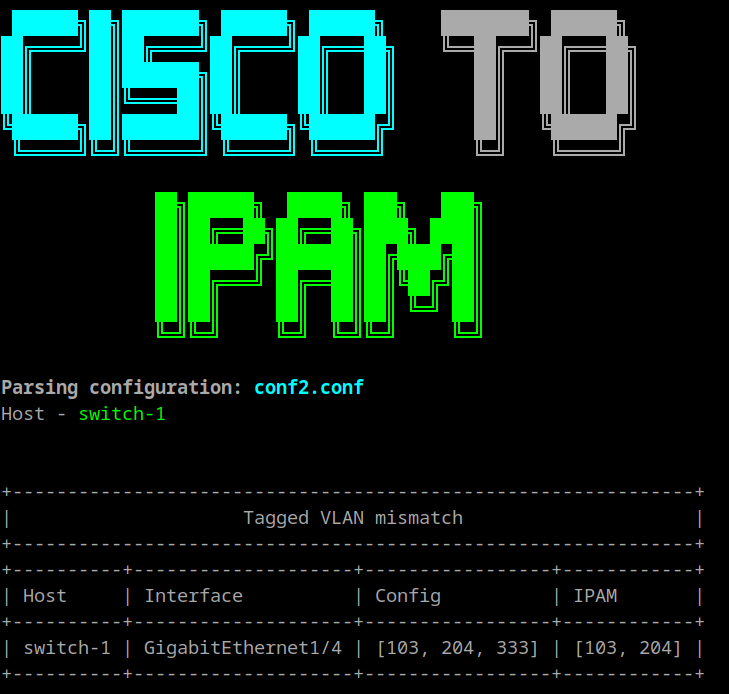 CISCO TO
IPAM
Parsing configuration: conf2.conf
Host - switch-1
+--------------------------------------------------------------+
|                     Tagged VLAN mismatch                     |
+--------------------------------------------------------------+
+----------+--------------------+-----------------+------------+
| Host     | Interface          | Config          | IPAM       |
+----------+--------------------+-----------------+------------+
| switch-1 | GigabitEthernet1/4 | [103, 204, 333] | [103, 204] |
+----------+--------------------+-----------------+------------+